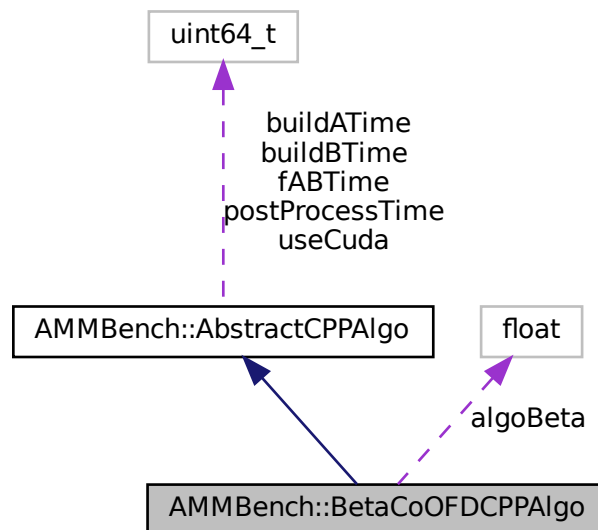 uint64_t
buildATime
buildBTime
fABTime
postProcessTime
useCuda
AMMBench::AbstractCPPAlgo
float
algoBeta
AMMBench::BetaCoOFDCPPAlgo